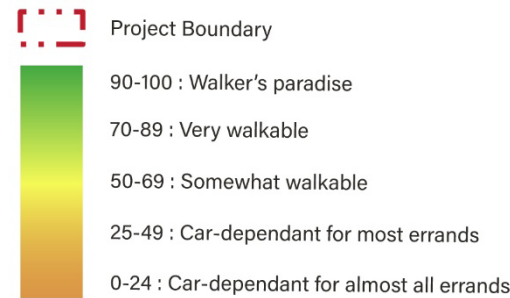 Project Boundary
90-100 : Walker's paradise
70-89 : Very walkable
50-69 : Somewhat walkable
25-49 : Car-dependant for most errands
0-24 : Car-dependant for almost all errands